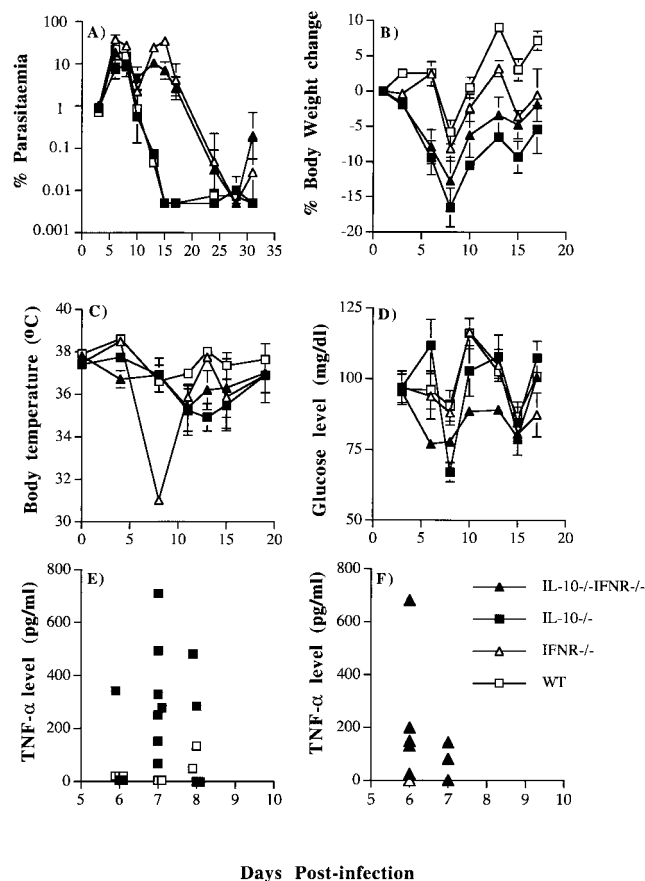 A)
% Parasitaemia
100
10
1
0.1
0.01
0.001
0 5 10 15 20 25 30 35
B)
% Body Weight change
10
5
0
-5
-10
-15
-20
0 5 10 15 20
C)
Body temperature (ºC)
40
38
36
34
32
30
0 5 10 15 20
D)
Glucose level (mg/dl)
125
100
75
50
0 5 10 15 20
E)
TNF-α level (pg/ml)
800
600
400
200
0
5 6 7 8 9 10
F)
TNF-α level (pg/ml)
800
600
400
200
0
5 6 7 8 9 10
IL-10-/-IFNR-/-
IL-10-/-
IFNR-/-
WT
Days Post-infection